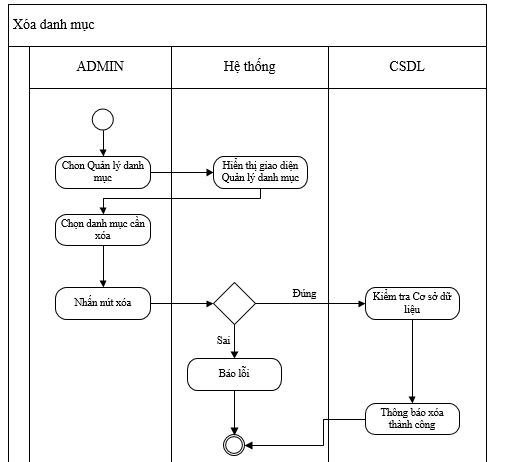 Xóa danh mục
ADMIN
Hệ thống
CSDL
Chon Quản lý danh
mục
Hiển thị giao diện
Quản lý danh mục
Chọn danh mục cần
xóa
Nhấn nút xóa
Đúng
Kiểm tra Cơ sở dữ
liệu
Sai
Báo lỗi
Thông báo xóa
thành công